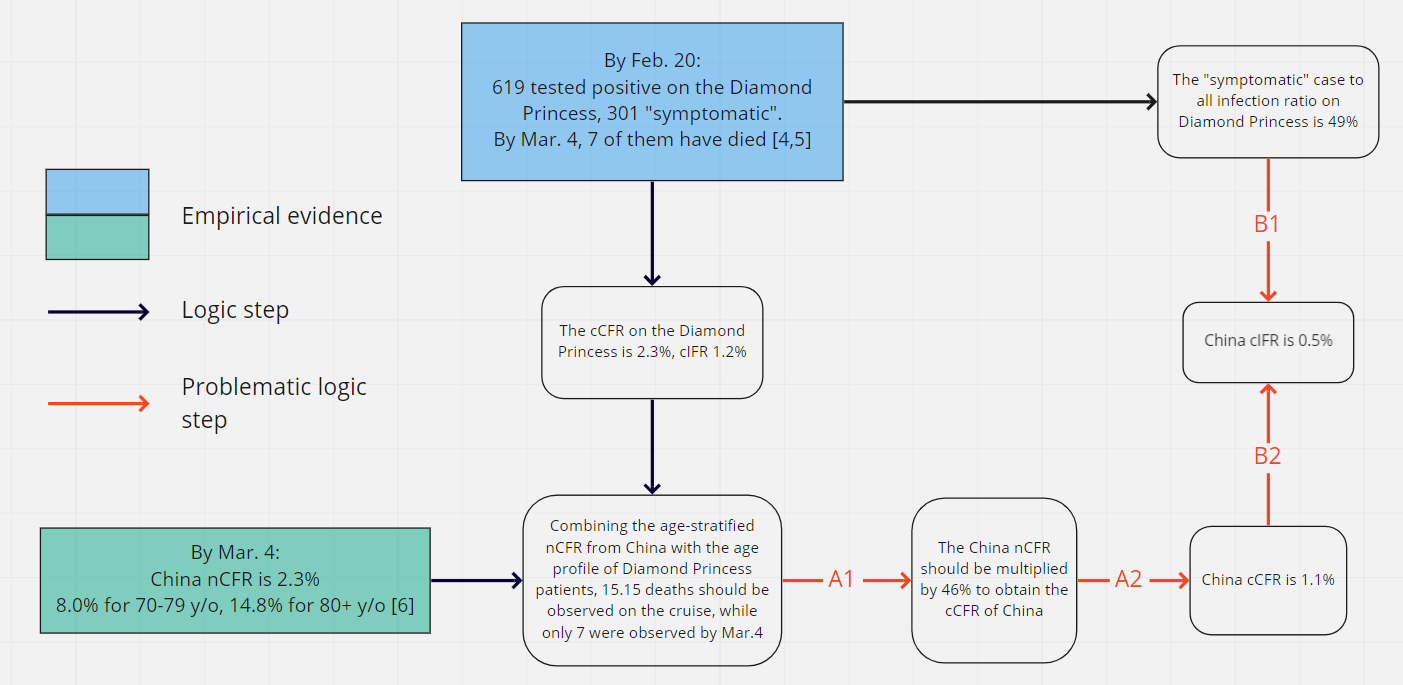 By Feb. 20:
619 tested positive on the Diamond
Princess, 301 "symptomatic".
By Mar. 4, 7 of them have died [4,5]
The "symptomatic" case to
all infection ratio on
Diamond Princess is 49%
Empirical evidence
Logic step
Problematic logic
step
B1
The cCFR on the Diamond
Princess is 2.3%, cIFR 1.2%
China cIFR is 0.5%
B2
By Mar. 4:
China nCFR is 2.3%
8.0% for 70-79 y/o, 14.8% for 80+ y/o [6]
Combining the age-stratified
nCFR from China with the age
profile of Diamond Princess
patients, 15.15 deaths should be
observed on the cruise, while
only 7 were observed by Mar.4
A1
The China nCFR
should be multiplied
by 46% to obtain the
cCFR of China
A2
China cCFR is 1.1%